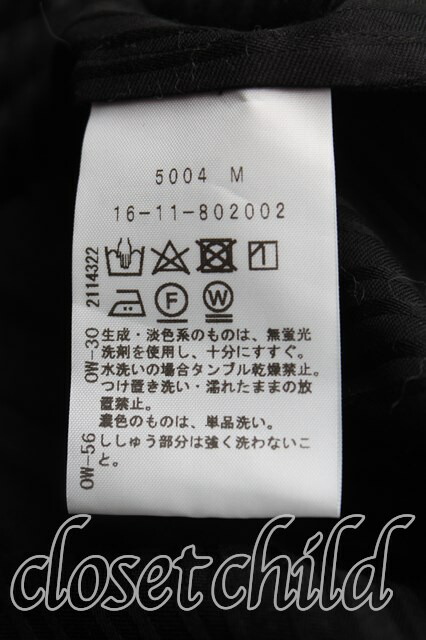 5004 M
16-11-802002
2114322
F
W
OW-30
生成・淡色系のものは、無蛍光
洗剤を使用し、十分にすすぐ。
水洗いの場合タンブル乾燥禁止。
つけ置き洗い・濡れたままの放
置禁止。
濃色のものは、単品洗い。
OW-56
ししゅう部分は強く洗わないこ
と。
closet child